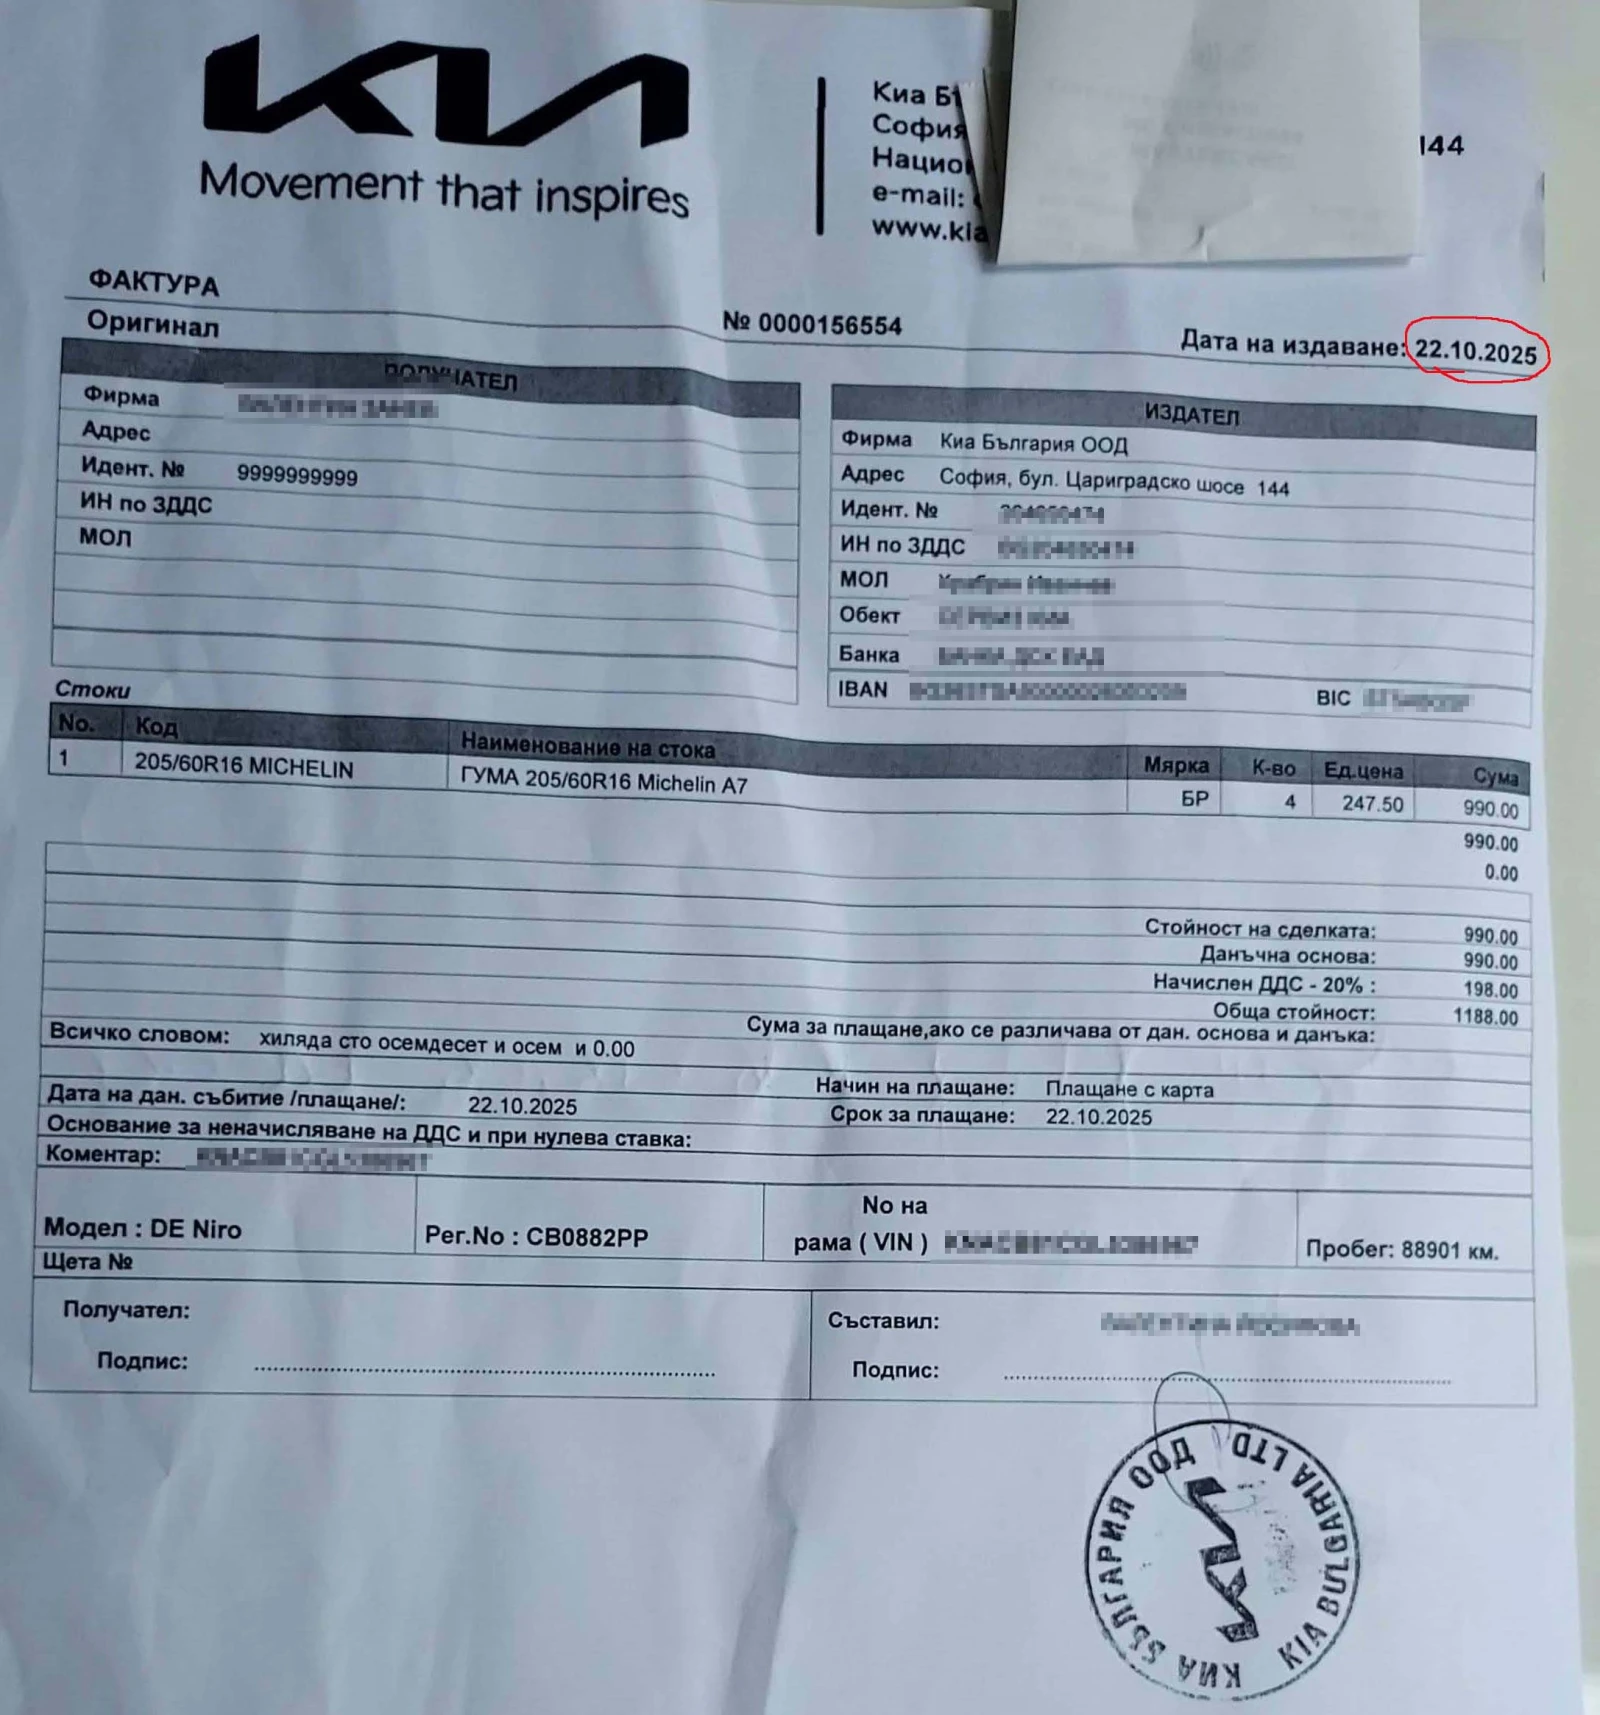 KIA
Movement that inspires
Киа
София 144
Нацио
e-mail:
www.kia
ФАКТУРА
Оригинал
№ 0000156554
Дата на издаване: 22.10.2025
ПОЛУЧАТЕЛ
Фирма
Адрес
Идент. № 9999999999
ИН по ЗДДС
МОЛ
ИЗДАТЕЛ
Фирма Киа България ООД
Адрес София, бул. Цариградско шосе 144
Идент. №
ИН по ЗДДС
МОЛ
Обект
Банка
IBAN BIC
Стоки
No. Код Наименование на стока Мярка К-во Ед.цена Сума
1 205/60R16 MICHELIN ГУМА 205/60R16 Michelin A7 БР 4 247.50 990.00
990.00
0.00
Стойност на сделката: 990.00
Данъчна основа: 990.00
Начислен ДДС - 20% : 198.00
Обща стойност: 1188.00
Сума за плащане,ако се различава от дан. основа и данъка:
Всичко словом: хиляда сто осемдесет и осем и 0.00
Дата на дан. събитие /плащане/: 22.10.2025
Начин на плащане: Плащане с карта
Срок за плащане: 22.10.2025
Основание за неначисляване на ДДС и при нулева ставка:
Коментар:
Модел : DE Niro
Рег.No : CB0882PP
No на
рама ( VIN )
Пробег: 88901 км.
Щета №
Получател:
Подпис:
Съставил:
Подпис:
КИА БЪЛГАРИЯ ООД
KIA BULGARIA LTD
KIA